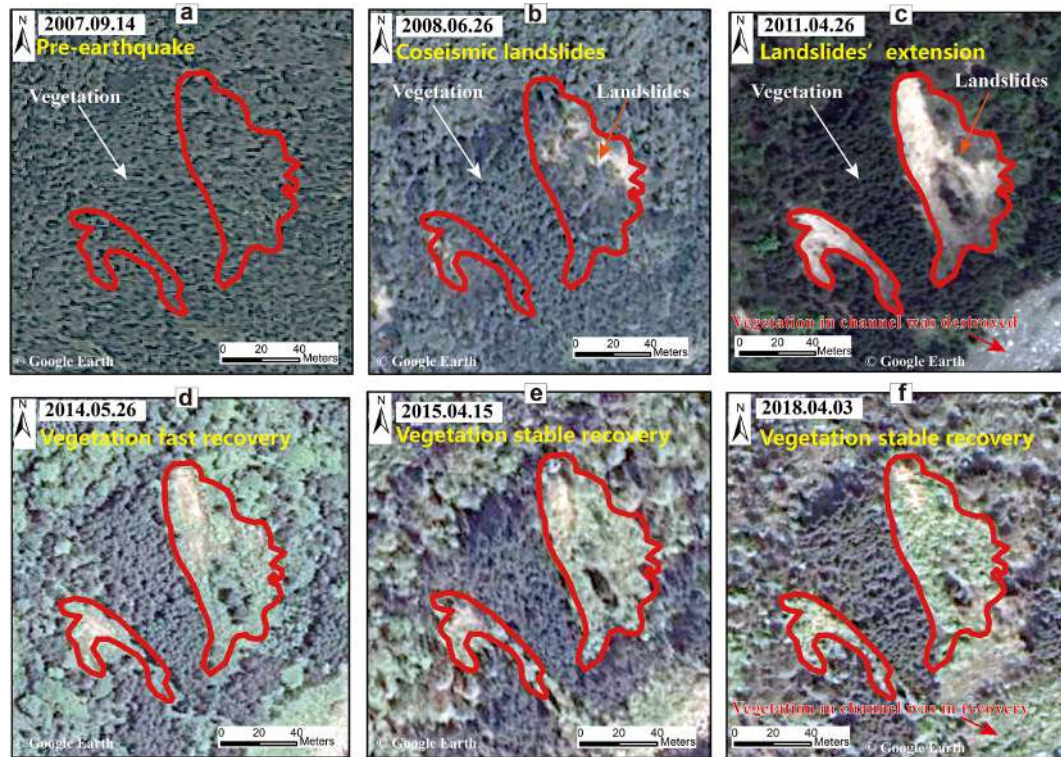 a
2007.09.14
N
Pre-earthquake
Vegetation
© Google Earth
0 20 40
Meters
b
2008.06.26
N
Coseismic landslides
Vegetation
Landslides
© Google Earth
0 20 40
Meters
c
2011.04.26
N
Landslides' extension
Vegetation
Landslides
Vegetation in channel was destroyed
0 20 40
Meters
© Google Earth
d
2014.05.26
N
Vegetation fast recovery
© Google Earth
0 20 40
Meters
e
2015.04.15
N
Vegetation stable recovery
© Google Earth
0 20 40
Meters
f
2018.04.03
N
Vegetation stable recovery
Vegetation in channel was in recovery
0 20 40
Meters
© Google Earth